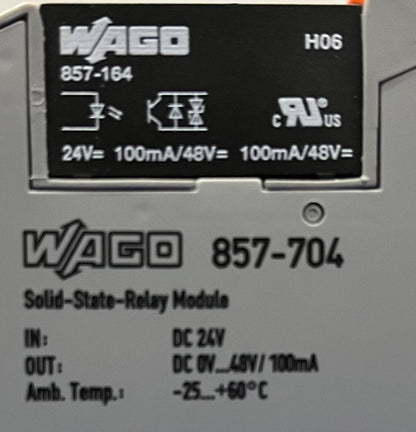 WAGO H06
857-164
c RU® US
24V= 100mA/48V= 100mA/48V=
WAGO 857-704
Solid-State-Relay Module
IN: DC 24V
OUT: DC 0V...48V/100mA
Amb. Temp.: -25...+60°C